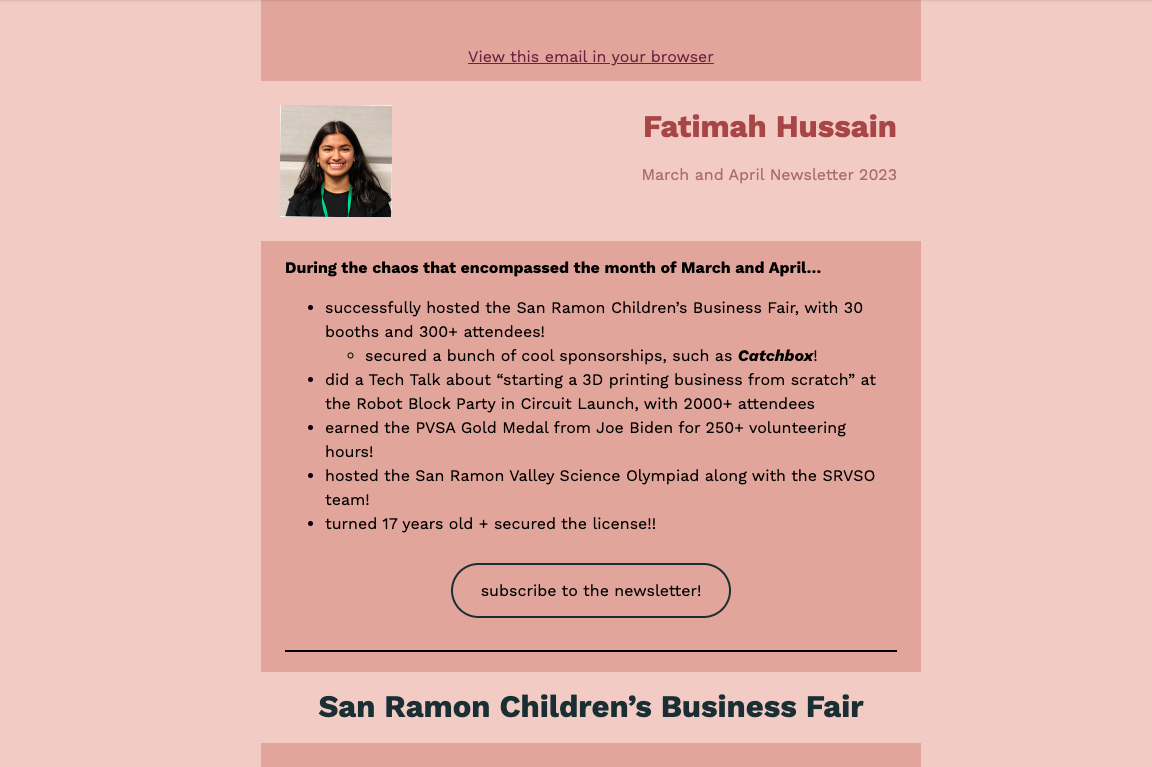 View this email in your browser
Fatimah Hussain
March and April Newsletter 2023
During the chaos that encompassed the month of March and April...
successfully hosted the San Ramon Children’s Business Fair, with 30
booths and 300+ attendees!
secured a bunch of cool sponsorships, such as Catchbox!
did a Tech Talk about “starting a 3D printing business from scratch” at
the Robot Block Party in Circuit Launch, with 2000+ attendees
earned the PVSA Gold Medal from Joe Biden for 250+ volunteering
hours!
hosted the San Ramon Valley Science Olympiad along with the SRVSO
team!
turned 17 years old + secured the license!!
subscribe to the newsletter!
San Ramon Children’s Business Fair